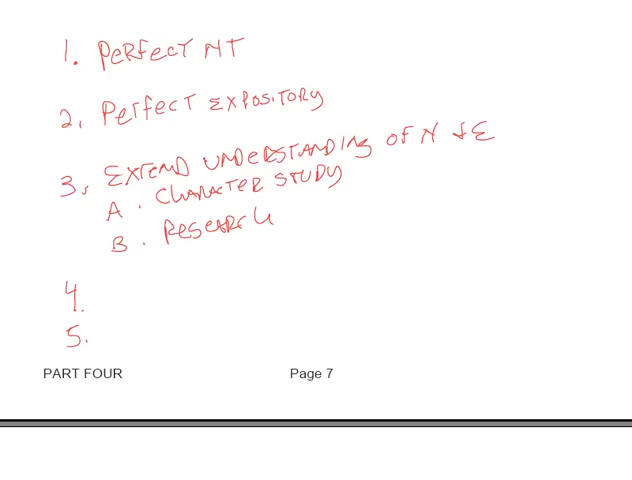 1. PERFECT NT
2. PERFECT EXPOSITORY
3. EXTEND UNDERSTANDING OF N & E
A. CHARACTER STUDY
B. RESEARCH
4.
5.
PART FOUR Page 7